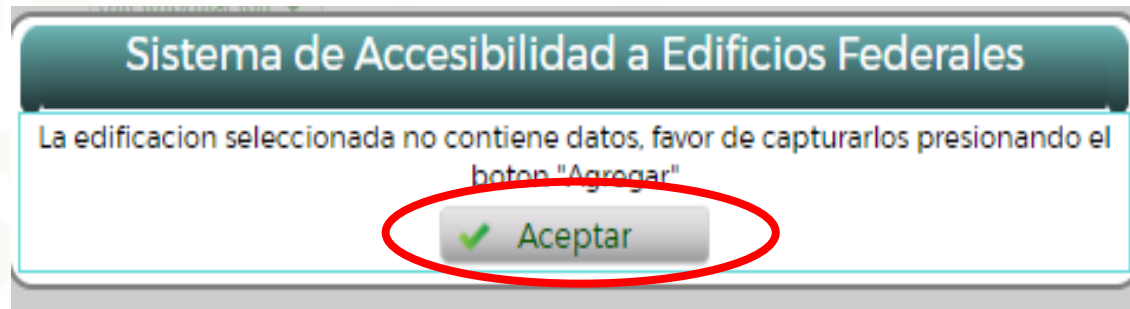 Sistema de Accesibilidad a Edificios Federales
La edificacion seleccionada no contiene datos, favor de capturarlos presionando el
boton "Agregar"
Aceptar